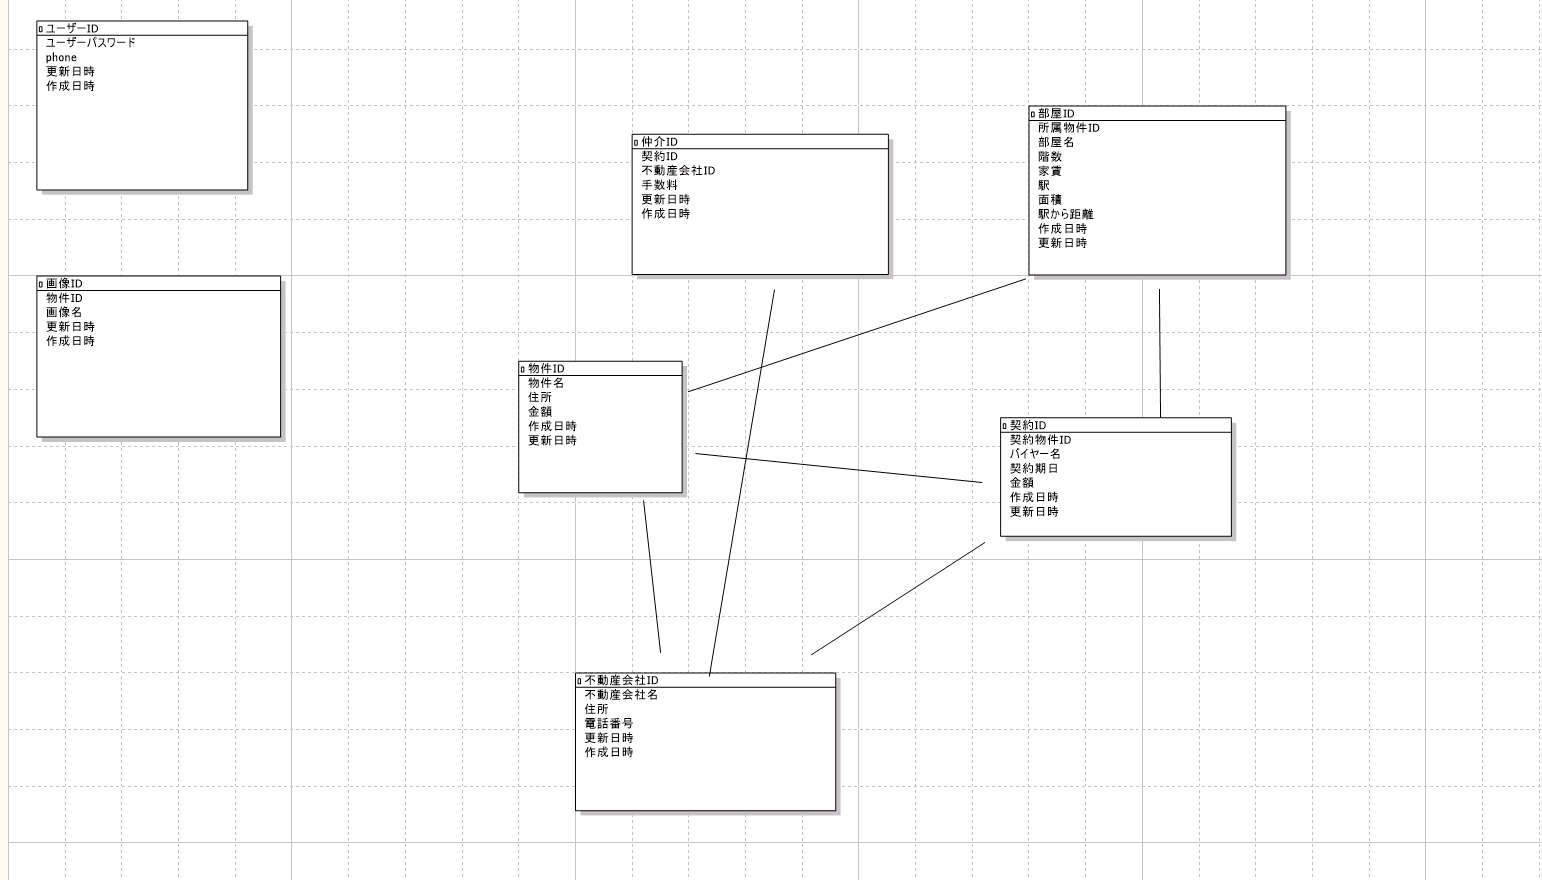 ユーザーID
ユーザーパスワード
phone
更新日時
作成日時
画像ID
物件ID
画像名
更新日時
作成日時
仲介ID
契約ID
不動産会社ID
手数料
更新日時
作成日時
部屋ID
所属物件ID
部屋名
階数
家賃
駅
面積
駅から距離
作成日時
更新日時
物件ID
物件名
住所
金額
作成日時
更新日時
契約ID
契約物件ID
バイヤー名
契約期日
金額
作成日時
更新日時
不動産会社ID
不動産会社名
住所
電話番号
更新日時
作成日時